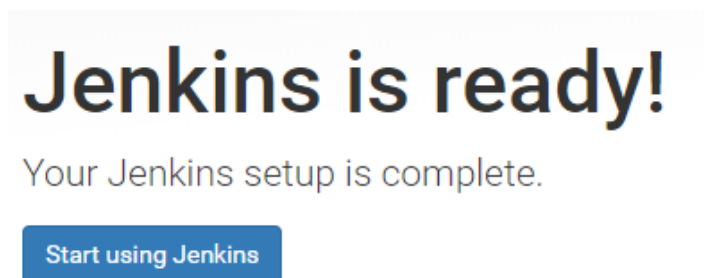 Jenkins is ready!
Your Jenkins setup is complete.
Start using Jenkins